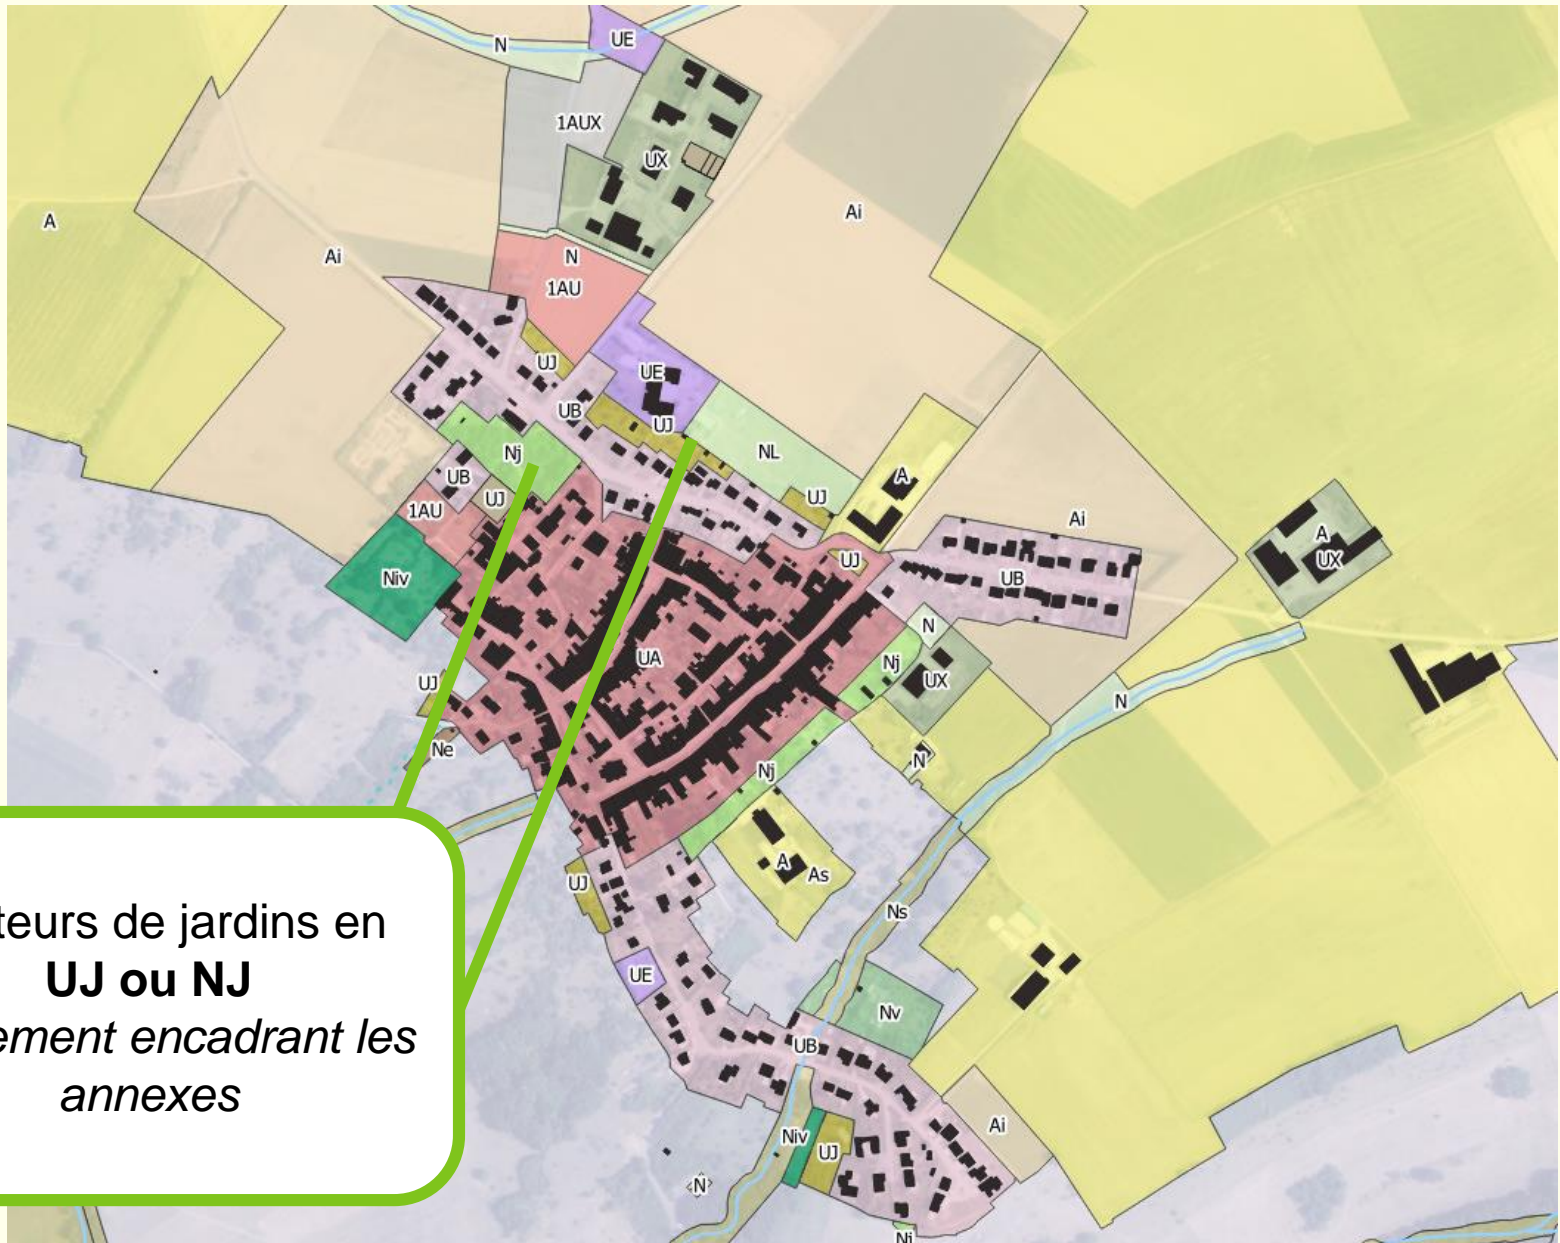 N
UE
1AUX
UX
A
Ai
Ai
N
1AU
UJ
UE
UB
UJ
NL
Nj
UB
UJ
1AU
UJ
A
Ai
A
UX
Niv
UJ
UB
N
UA
Nj
UX
UJ
N
Ne
N
Nj
A
As
UJ
Ns
teurs de jardins en
UJ ou NJ
ement encadrant les
annexes
UE
Nv
UB
Ai
Niv
UJ
N
Nj